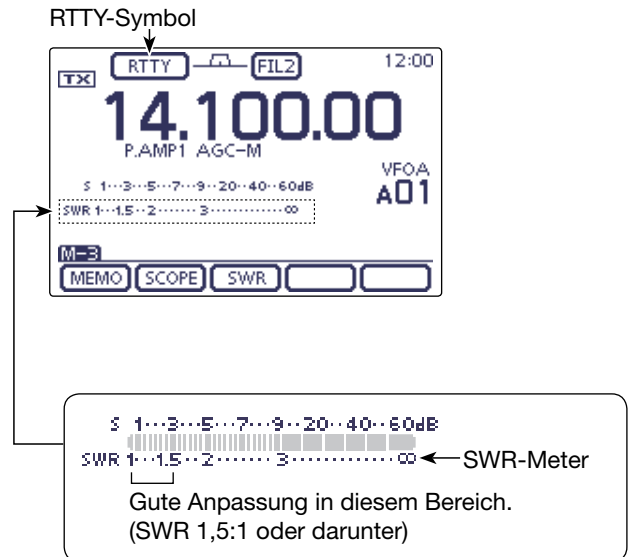 RTTY-Symbol
RTTY FIL2 12:00
TX
14.100.00
P.AMP1 AGC-M
VFOA
A01
S 1···3···5···7···9··20··40··60dB
SWR 1···1.5··2······· 3············∞
M-3
MEMO SCOPE SWR
S 1···3···5···7···9··20··40··60dB
SWR 1···1.5··2······· 3············∞
SWR-Meter
Gute Anpassung in diesem Bereich.
(SWR 1,5:1 oder darunter)